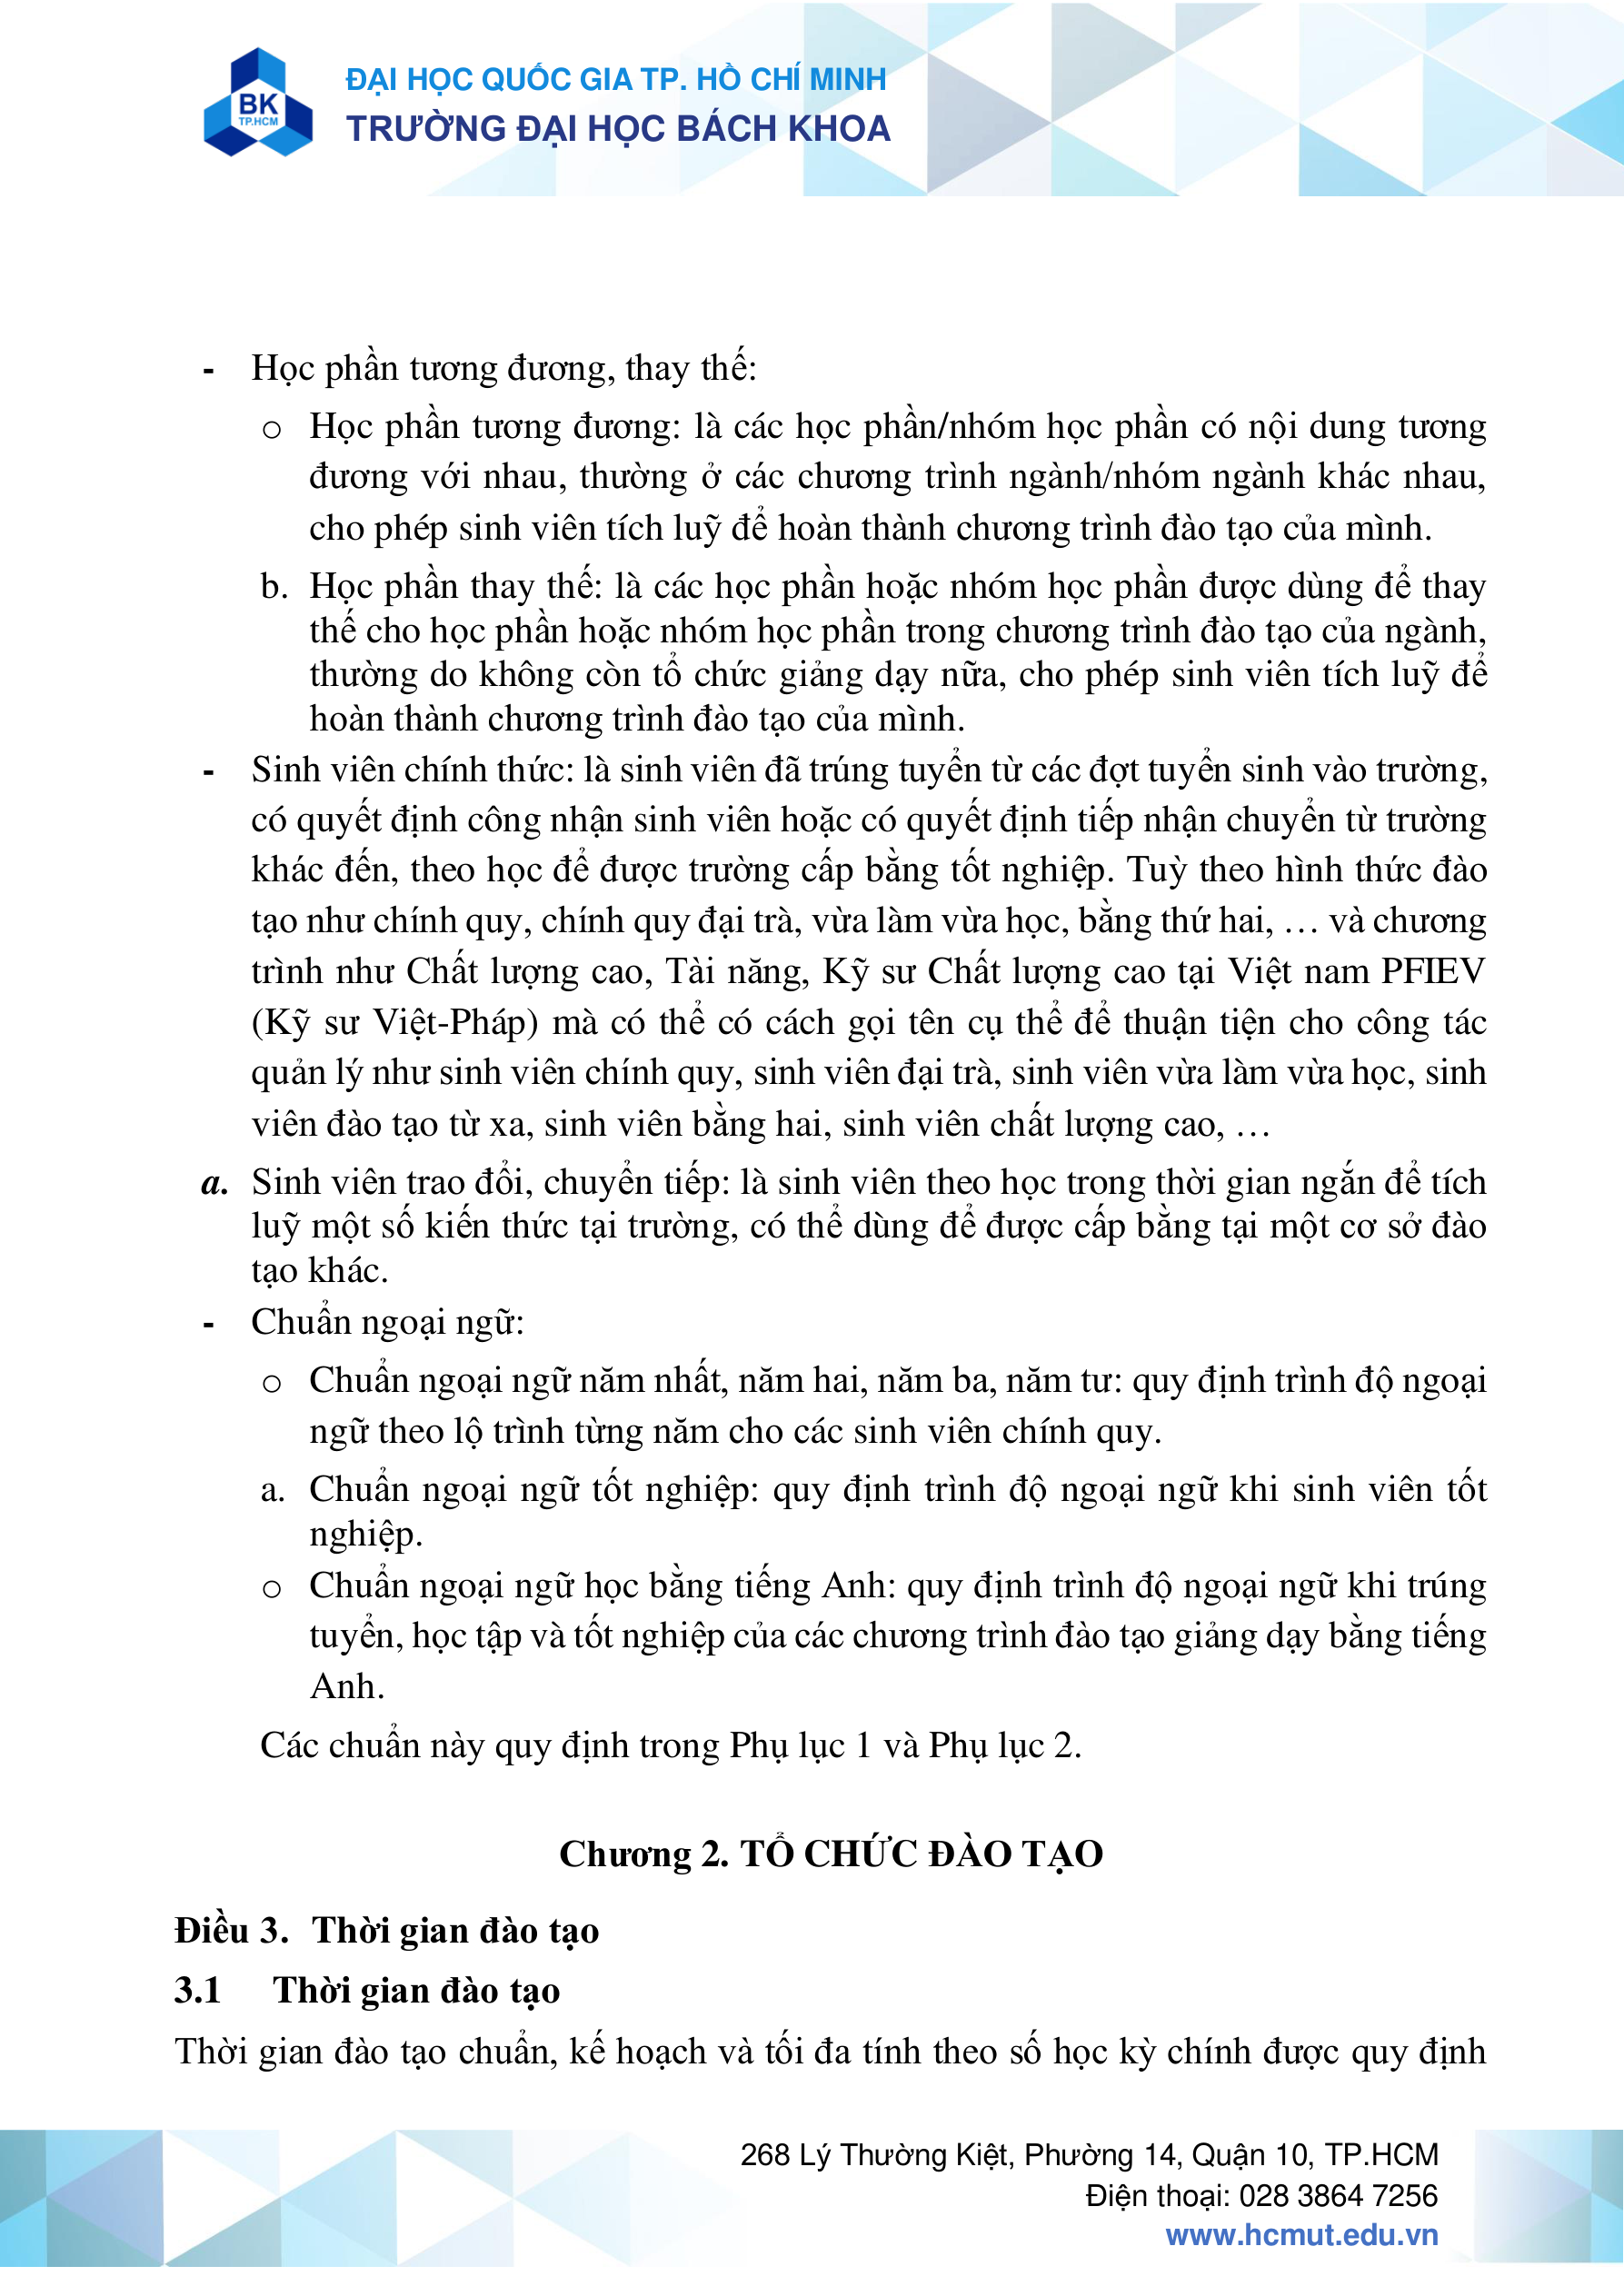 BK
TP.HCM
ĐẠI HỌC QUỐC GIA TP. HỒ CHÍ MINH
TRƯỜNG ĐẠI HỌC BÁCH KHOA
- Học phần tương đương, thay thế:
o Học phần tương đương: là các học phần/nhóm học phần có nội dung tương
đương với nhau, thường ở các chương trình ngành/nhóm ngành khác nhau,
cho phép sinh viên tích luỹ để hoàn thành chương trình đào tạo của mình.
b. Học phần thay thế: là các học phần hoặc nhóm học phần được dùng để thay
thế cho học phần hoặc nhóm học phần trong chương trình đào tạo của ngành,
thường do không còn tổ chức giảng dạy nữa, cho phép sinh viên tích luỹ để
hoàn thành chương trình đào tạo của mình.
- Sinh viên chính thức: là sinh viên đã trúng tuyển từ các đợt tuyển sinh vào trường,
có quyết định công nhận sinh viên hoặc có quyết định tiếp nhận chuyển từ trường
khác đến, theo học để được trường cấp bằng tốt nghiệp. Tuỳ theo hình thức đào
tạo như chính quy, chính quy đại trà, vừa làm vừa học, bằng thứ hai, … và chương
trình như Chất lượng cao, Tài năng, Kỹ sư Chất lượng cao tại Việt nam PFIEV
(Kỹ sư Việt-Pháp) mà có thể có cách gọi tên cụ thể để thuận tiện cho công tác
quản lý như sinh viên chính quy, sinh viên đại trà, sinh viên vừa làm vừa học, sinh
viên đào tạo từ xa, sinh viên bằng hai, sinh viên chất lượng cao, …
a. Sinh viên trao đổi, chuyển tiếp: là sinh viên theo học trong thời gian ngắn để tích
luỹ một số kiến thức tại trường, có thể dùng để được cấp bằng tại một cơ sở đào
tạo khác.
- Chuẩn ngoại ngữ:
o Chuẩn ngoại ngữ năm nhất, năm hai, năm ba, năm tư: quy định trình độ ngoại
ngữ theo lộ trình từng năm cho các sinh viên chính quy.
a. Chuẩn ngoại ngữ tốt nghiệp: quy định trình độ ngoại ngữ khi sinh viên tốt
nghiệp.
o Chuẩn ngoại ngữ học bằng tiếng Anh: quy định trình độ ngoại ngữ khi trúng
tuyển, học tập và tốt nghiệp của các chương trình đào tạo giảng dạy bằng tiếng
Anh.
Các chuẩn này quy định trong Phụ lục 1 và Phụ lục 2.
Chương 2. TỔ CHỨC ĐÀO TẠO
Điều 3. Thời gian đào tạo
3.1 Thời gian đào tạo
Thời gian đào tạo chuẩn, kế hoạch và tối đa tính theo số học kỳ chính được quy định
268 Lý Thường Kiệt, Phường 14, Quận 10, TP.HCM
Điện thoại: 028 3864 7256
www.hcmut.edu.vn